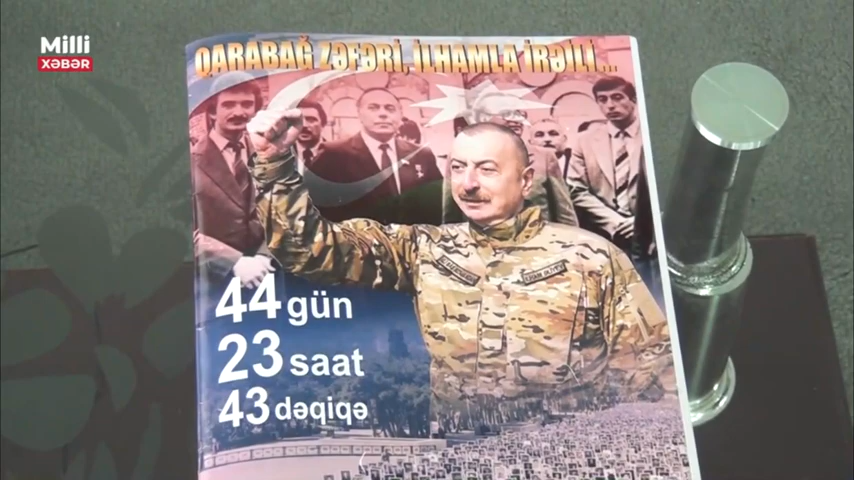 Milli
XƏBƏR
QARABAĞ ZƏFƏRİ, İLHAMLA İRƏLİ...
44 gün
23 saat
43 dəqiqə